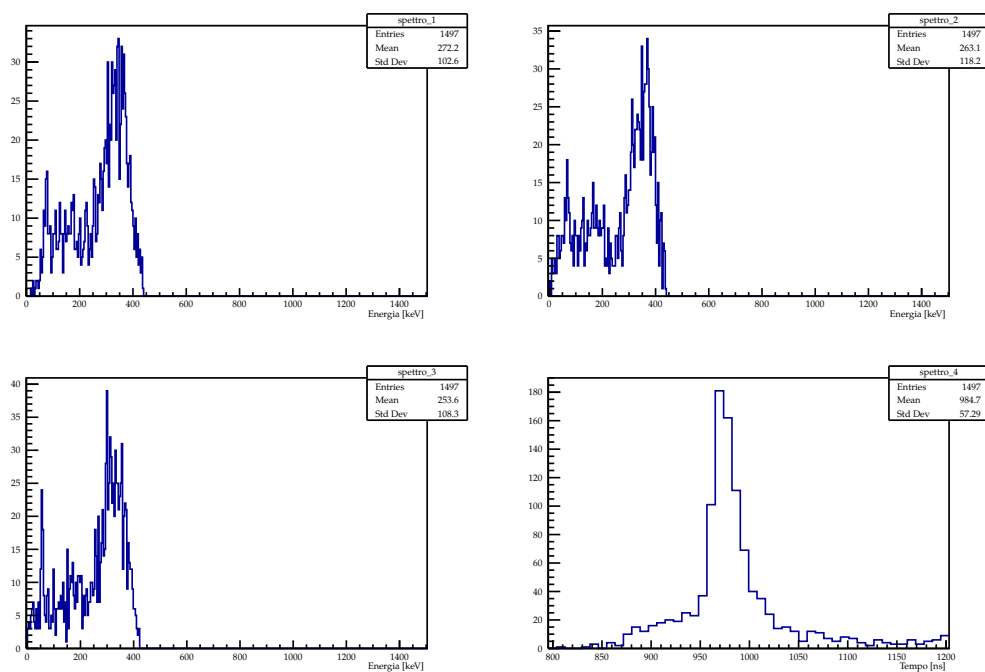 spettro_1
Entries 1497
Mean 272.2
Std Dev 102.6
30
25
20
15
10
5
0
0 200 400 600 800 1000 1200 1400
Energia [keV]
spettro_2
Entries 1497
Mean 263.1
Std Dev 118.2
35
30
25
20
15
10
5
0
0 200 400 600 800 1000 1200 1400
Energia [keV]
spettro_3
Entries 1497
Mean 253.6
Std Dev 108.3
40
35
30
25
20
15
10
5
0
0 200 400 600 800 1000 1200 1400
Energia [keV]
spettro_4
Entries 1497
Mean 984.7
Std Dev 57.29
180
160
140
120
100
80
60
40
20
0
800 850 900 950 1000 1050 1100 1150 1200
Tempo [ns]